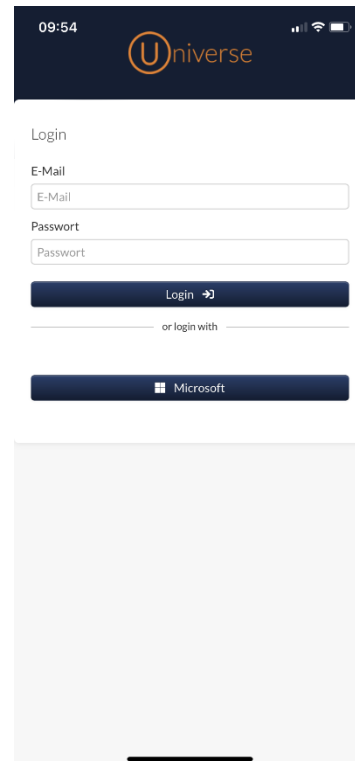 09:54
Universe
Login
E-Mail
E-Mail
Passwort
Passwort
Login
or login with
Microsoft